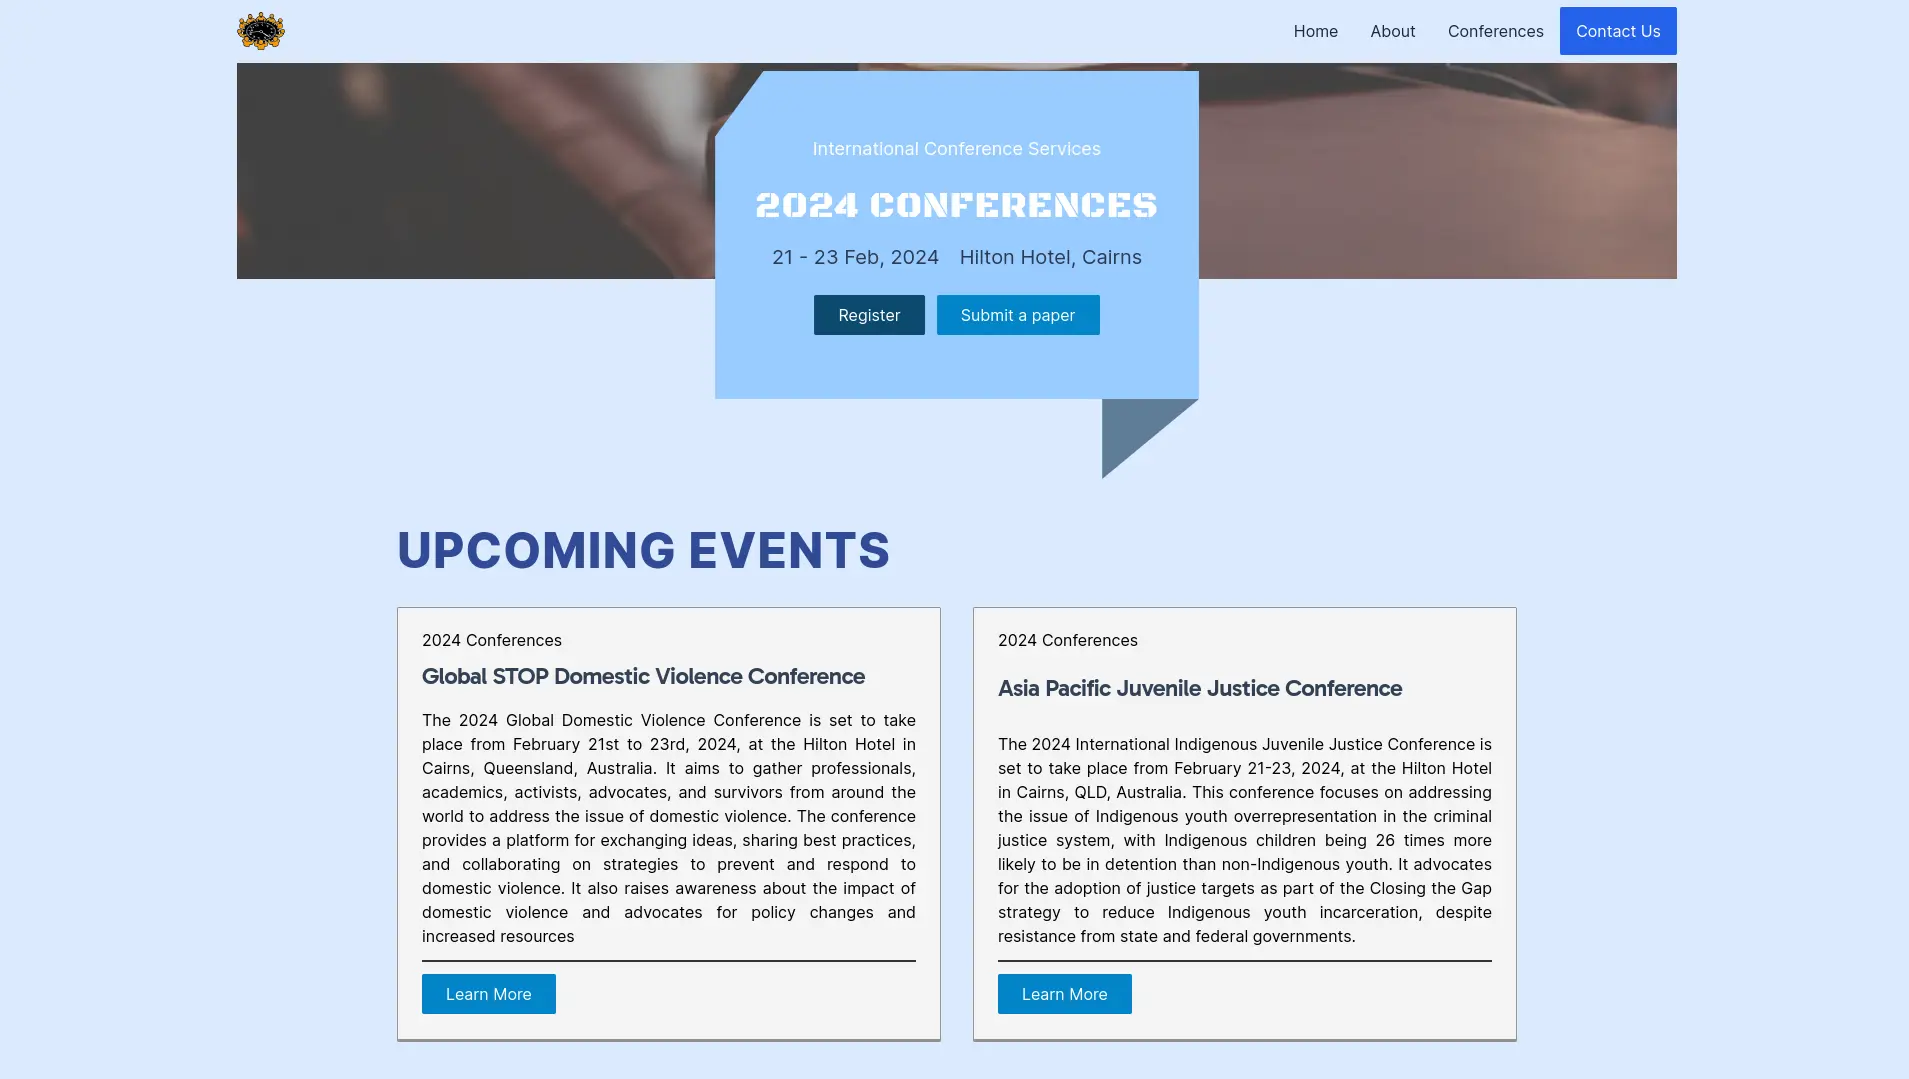 Home About Conferences Contact Us
International Conference Services
2024 CONFERENCES
21 - 23 Feb, 2024 Hilton Hotel, Cairns
Register Submit a paper
UPCOMING EVENTS
2024 Conferences
Global STOP Domestic Violence Conference
The 2024 Global Domestic Violence Conference is set to take
place from February 21st to 23rd, 2024, at the Hilton Hotel in
Cairns, Queensland, Australia. It aims to gather professionals,
academics, activists, advocates, and survivors from around the
world to address the issue of domestic violence. The conference
provides a platform for exchanging ideas, sharing best practices,
and collaborating on strategies to prevent and respond to
domestic violence. It also raises awareness about the impact of
domestic violence and advocates for policy changes and
increased resources
Learn More
2024 Conferences
Asia Pacific Juvenile Justice Conference
The 2024 International Indigenous Juvenile Justice Conference is
set to take place from February 21-23, 2024, at the Hilton Hotel
in Cairns, QLD, Australia. This conference focuses on addressing
the issue of Indigenous youth overrepresentation in the criminal
justice system, with Indigenous children being 26 times more
likely to be in detention than non-Indigenous youth. It advocates
for the adoption of justice targets as part of the Closing the Gap
strategy to reduce Indigenous youth incarceration, despite
resistance from state and federal governments.
Learn More